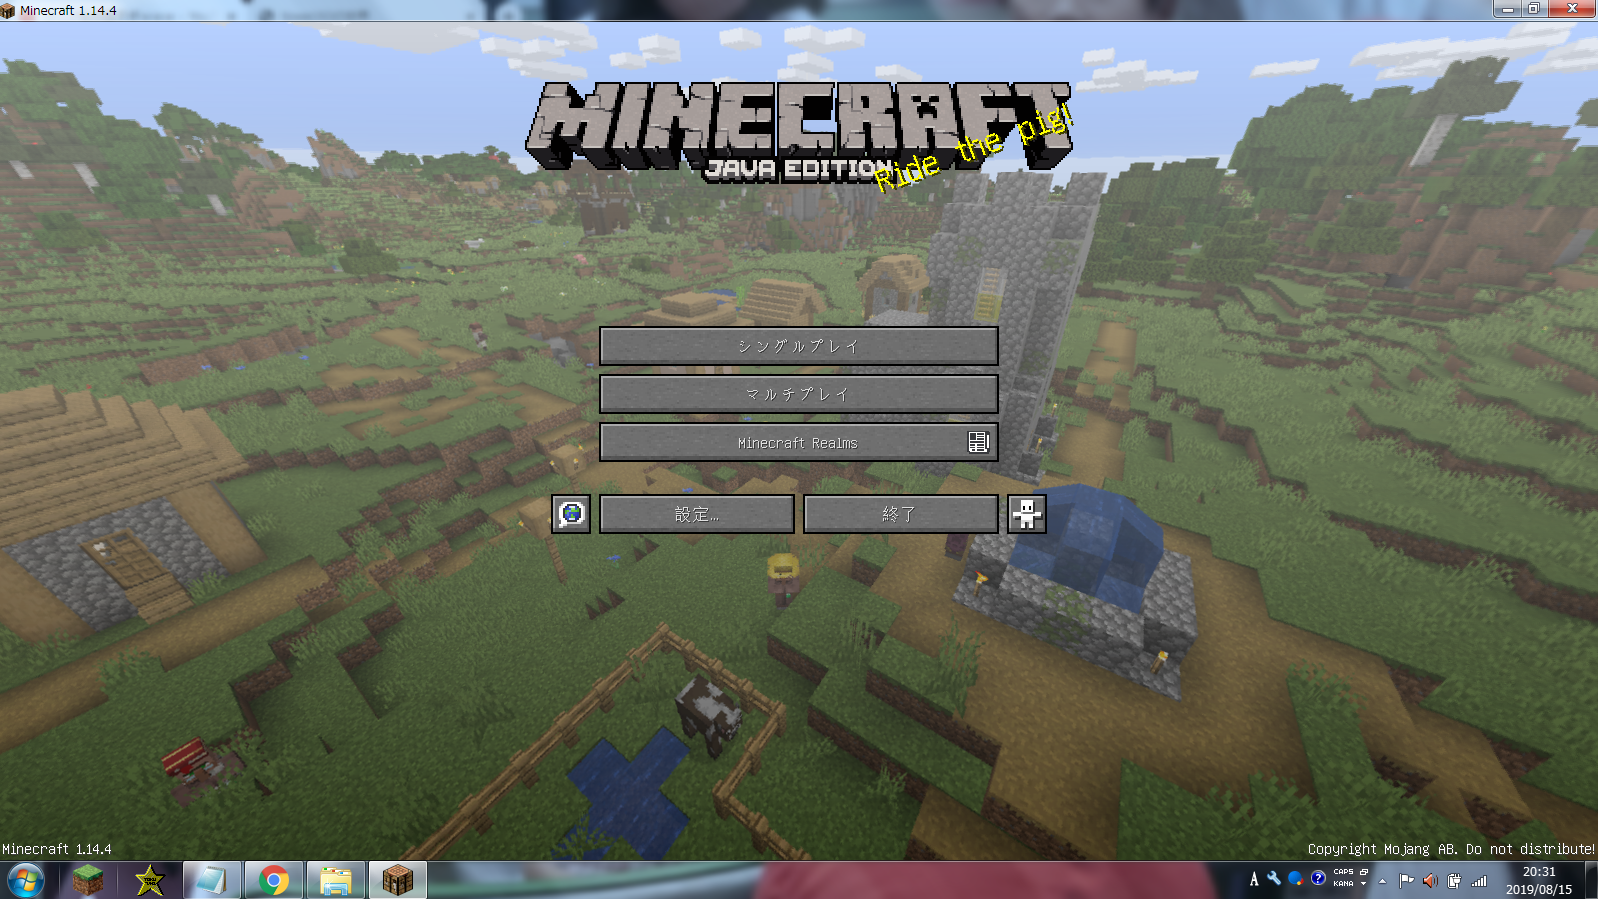 Minecraft 1.14.4
MINECRAFT
JAVA EDITION
Ride the pig!
シングルプレイ
マルチプレイ
Minecraft Realms
設定...
終了
Minecraft 1.14.4
Copyright Mojang AB. Do not distribute!
A
CAPS
KANA
20:31
2019/08/15